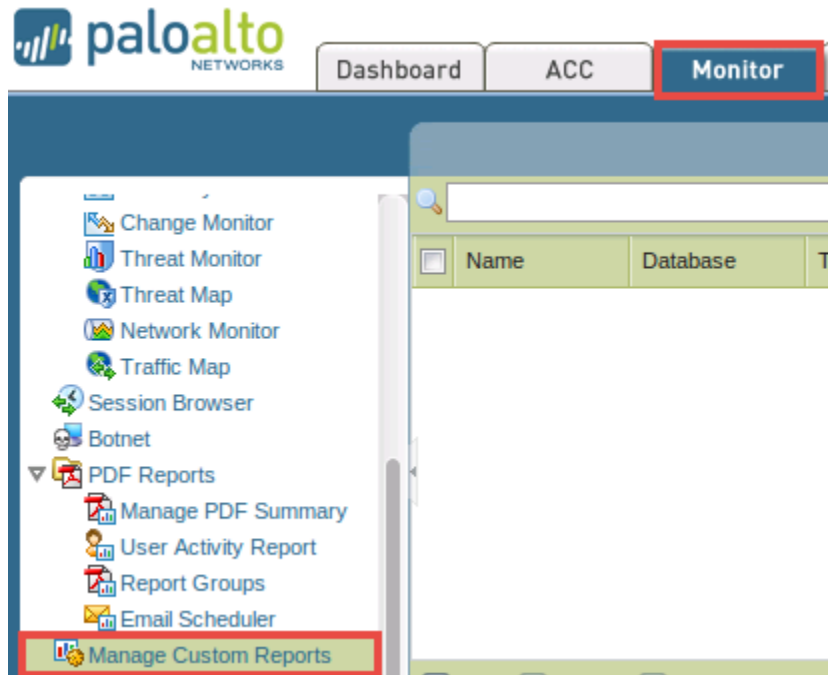 paloalto
NETWORKS
Dashboard ACC Monitor
Change Monitor
Threat Monitor
Threat Map
Network Monitor
Traffic Map
Session Browser
Botnet
PDF Reports
Manage PDF Summary
User Activity Report
Report Groups
Email Scheduler
Manage Custom Reports
Name Database